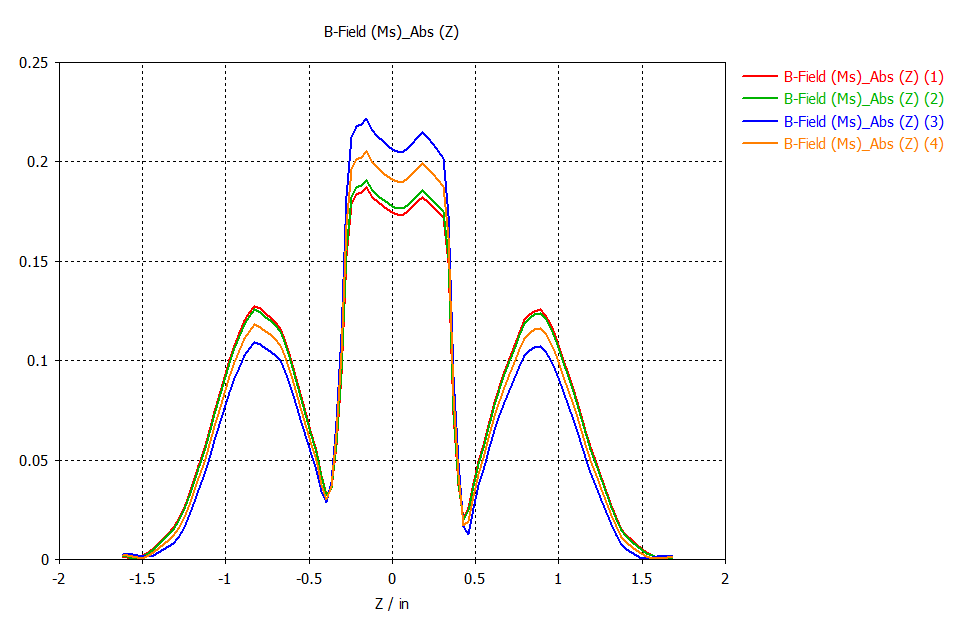 B-Field (Ms)_Abs (Z)
0.25
0.2
0.15
0.1
0.05
0
-2
-1.5
-1
-0.5
0
0.5
1
1.5
2
Z / in
B-Field (Ms)_Abs (Z) (1)
B-Field (Ms)_Abs (Z) (2)
B-Field (Ms)_Abs (Z) (3)
B-Field (Ms)_Abs (Z) (4)